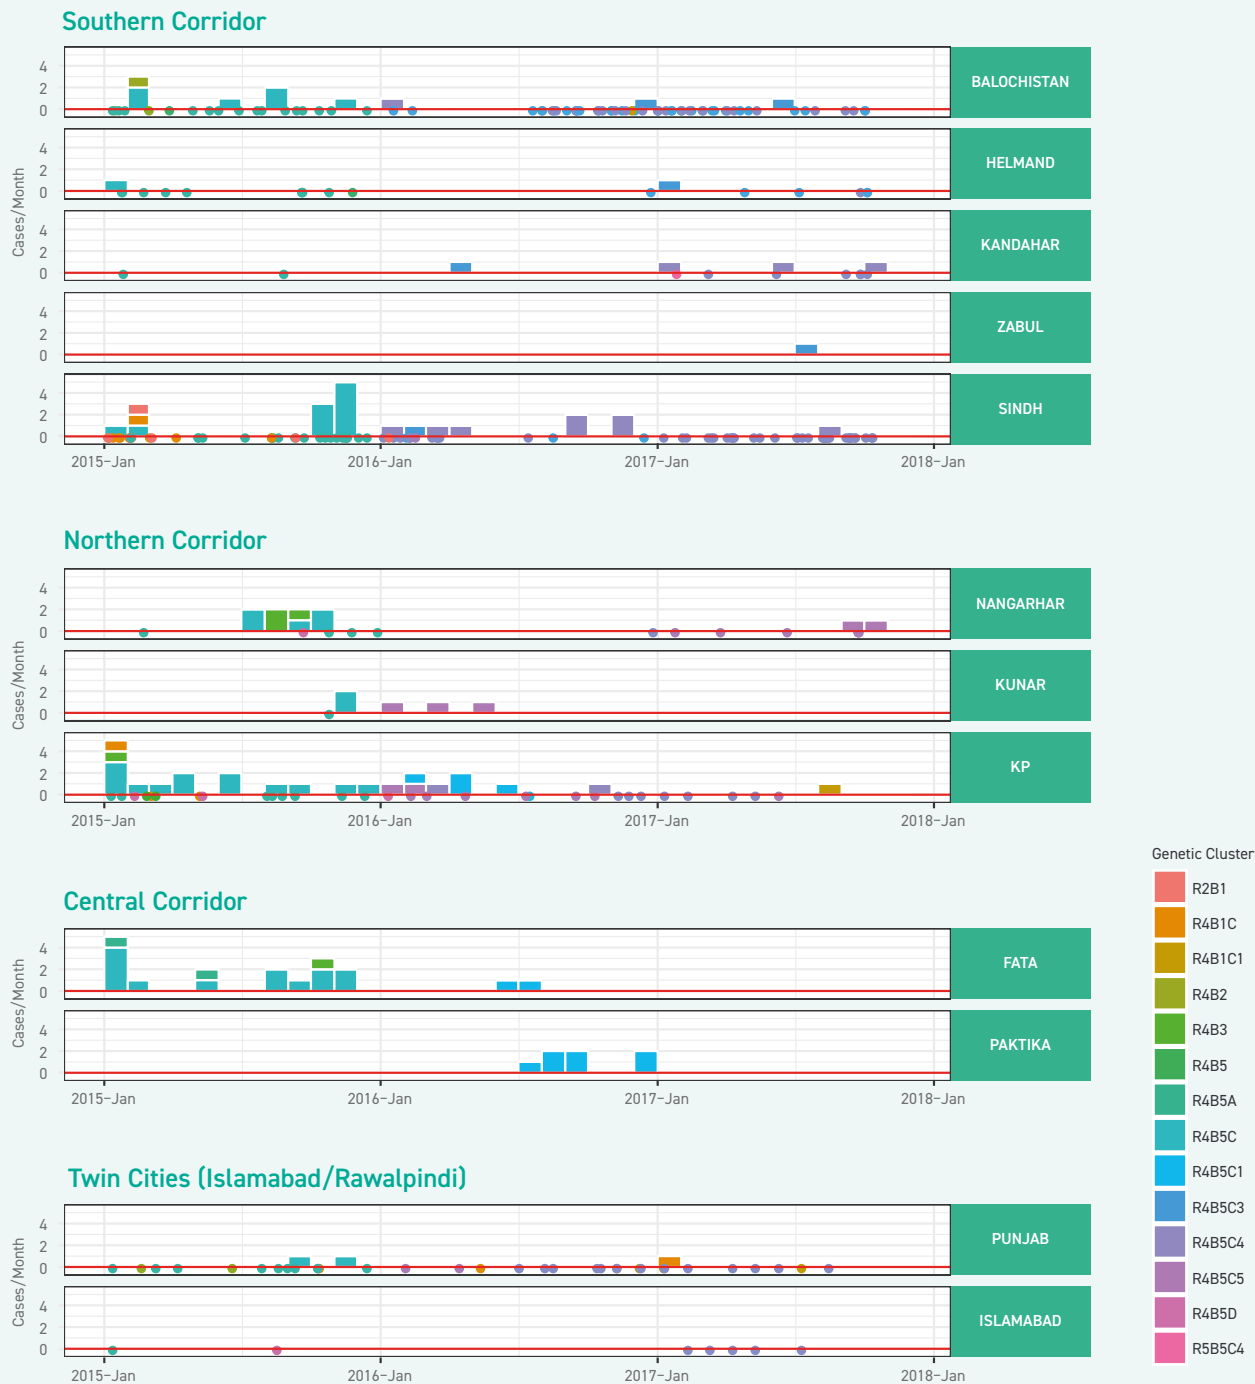 Southern Corridor
4
2
0
BALOCHISTAN
4
2
0
HELMAND
Cases/Month
4
2
0
KANDAHAR
4
2
0
ZABUL
4
2
0
SINDH
2015-Jan 2016-Jan 2017-Jan 2018-Jan
Northern Corridor
4
2
0
NANGARHAR
Cases/Month
4
2
0
KUNAR
4
2
0
KP
2015-Jan 2016-Jan 2017-Jan 2018-Jan
Central Corridor
4
2
0
FATA
Cases/Month
4
2
0
PAKTIKA
2015-Jan 2016-Jan 2017-Jan 2018-Jan
Twin Cities (Islamabad/Rawalpindi)
4
2
0
PUNJAB
Cases/Month
4
2
0
ISLAMABAD
2015-Jan 2016-Jan 2017-Jan 2018-Jan
Genetic Cluster
R2B1
R4B1C
R4B1C1
R4B2
R4B3
R4B5
R4B5A
R4B5C
R4B5C1
R4B5C3
R4B5C4
R4B5C5
R4B5D
R5B5C4